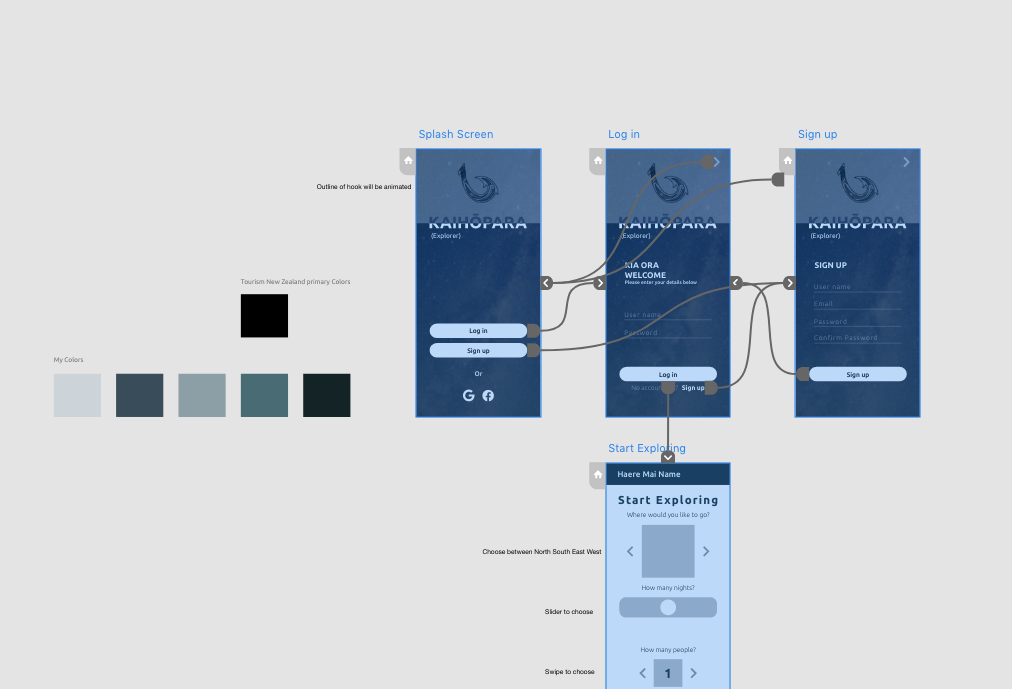 Splash Screen
Log in
Sign up
Outline of hook will be animated
KAIHŌPARA
(Explorer)
Log in
Sign up
Or
KAIHŌPARA
(Explorer)
KIA ORA
WELCOME
Please enter your details below
User name
Password
Log in
No account
Sign up
KAIHŌPARA
(Explorer)
SIGN UP
User name
Email
Password
Confirm Password
Sign up
Tourism New Zealand primary Colors
My Colors
Start Exploring
Haere Mai Name
Start Exploring
Where would you like to go?
Choose between North South East West
How many nights?
Slider to choose
How many people?
Swipe to choose
1